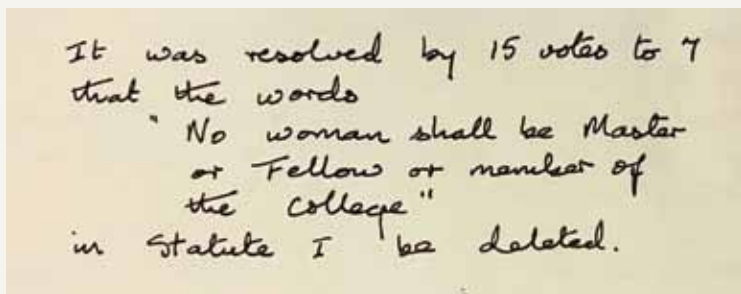 It was resolved by 15 votes to 7
that the words
"No woman shall be Master
or Fellow or member of
the College"
in Statute I be deleted.